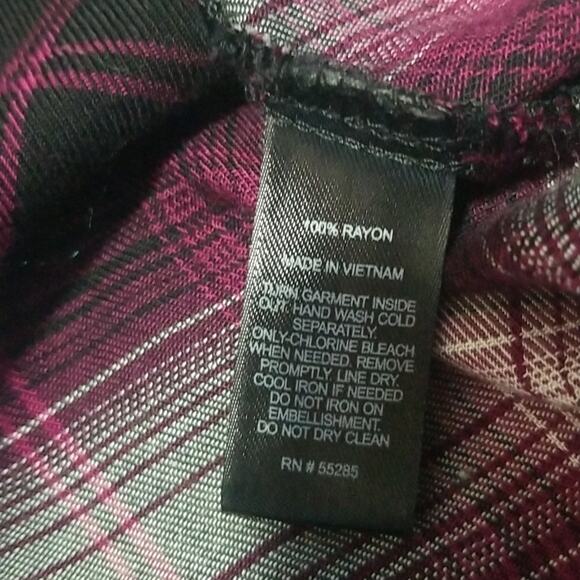 100% RAYON
MADE IN VIETNAM
TURN GARMENT INSIDE
OUT HAND WASH COLD
SEPARATELY.
ONLY-CHLORINE BLEACH
WHEN NEEDED. REMOVE
PROMPTLY LINE DRY.
COOL IRON IF NEEDED
DO NOT IRON ON
EMBELLISHMENT.
DO NOT DRY CLEAN
RN # 55285